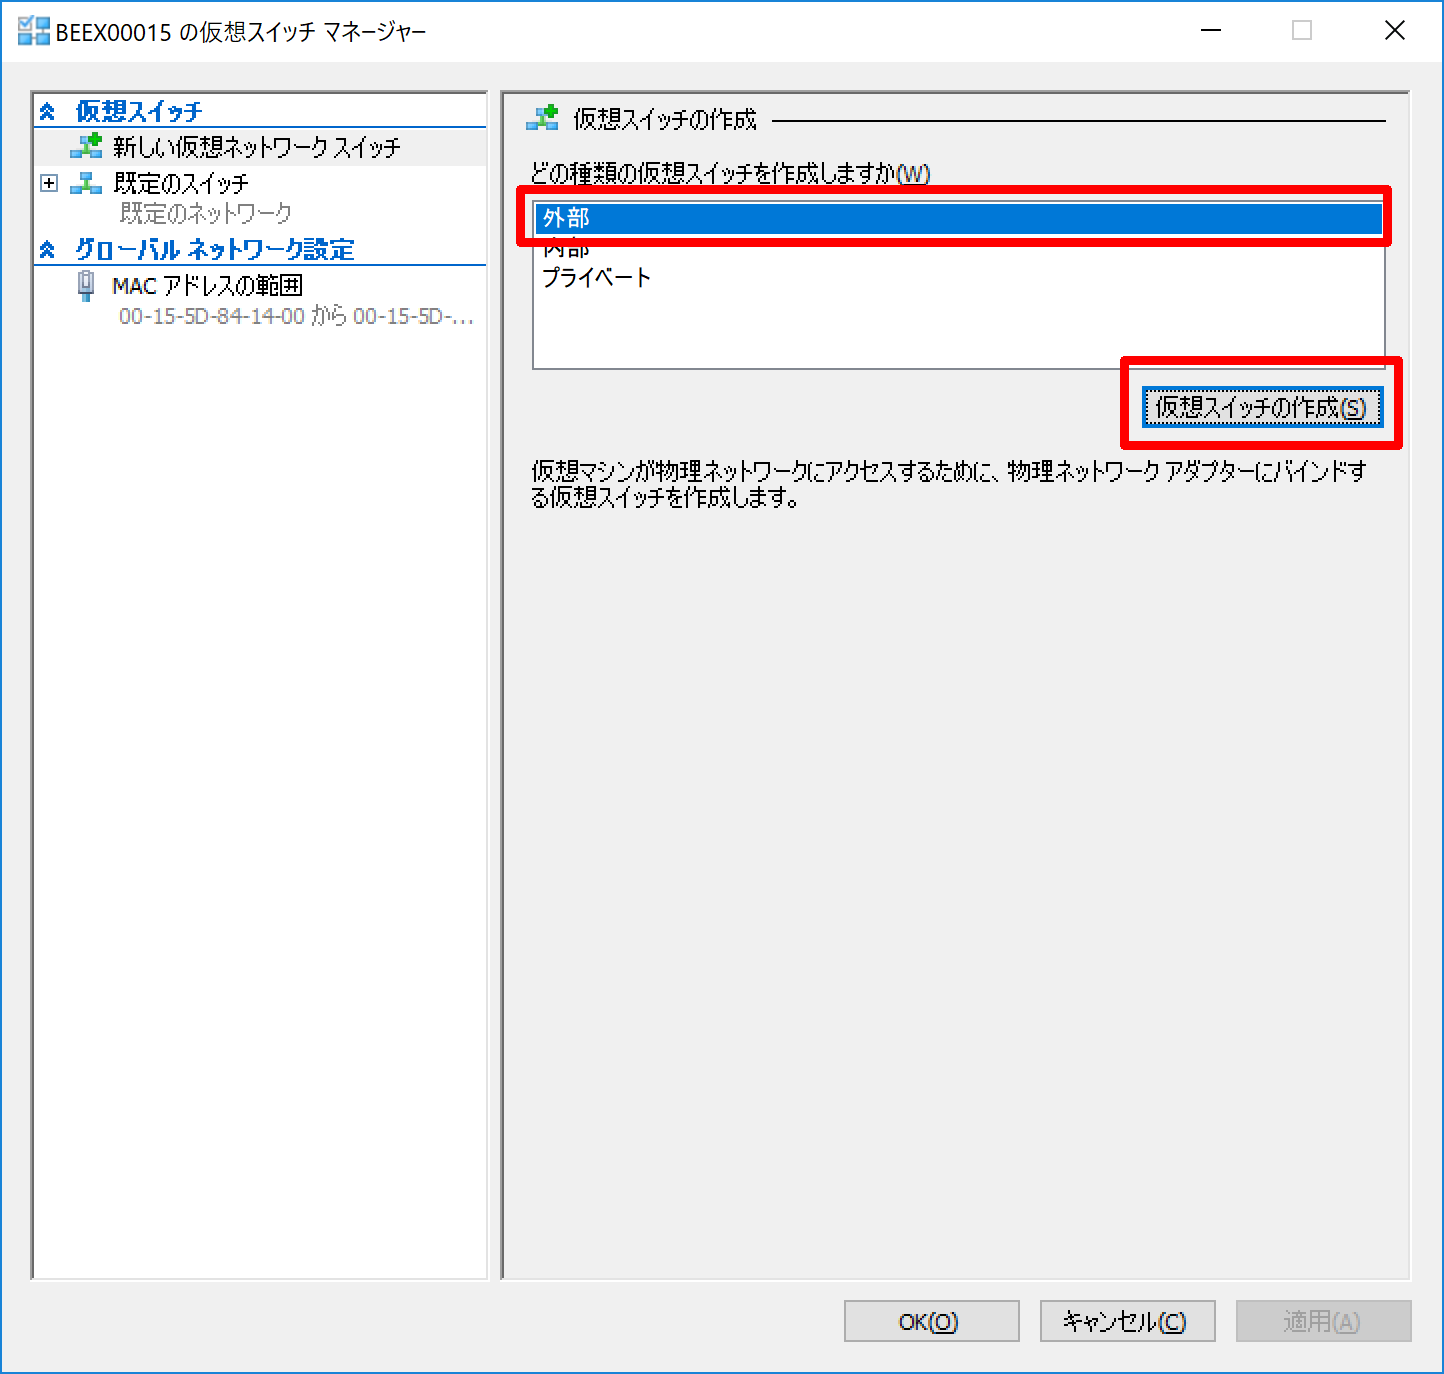 BEEX00015 の仮想スイッチ マネージャー
仮想スイッチ
新しい仮想ネットワーク スイッチ
既定のスイッチ
既定のネットワーク
グローバル ネットワーク設定
MAC アドレスの範囲
00-15-5D-84-14-00 から 00-15-5D-...
仮想スイッチの作成
どの種類の仮想スイッチを作成しますか(W)
外部
内部
プライベート
仮想スイッチの作成(S)
仮想マシンが物理ネットワークにアクセスするために、物理ネットワーク アダプターにバインドす
る仮想スイッチを作成します。
OK(O)
キャンセル(C)
適用(A)